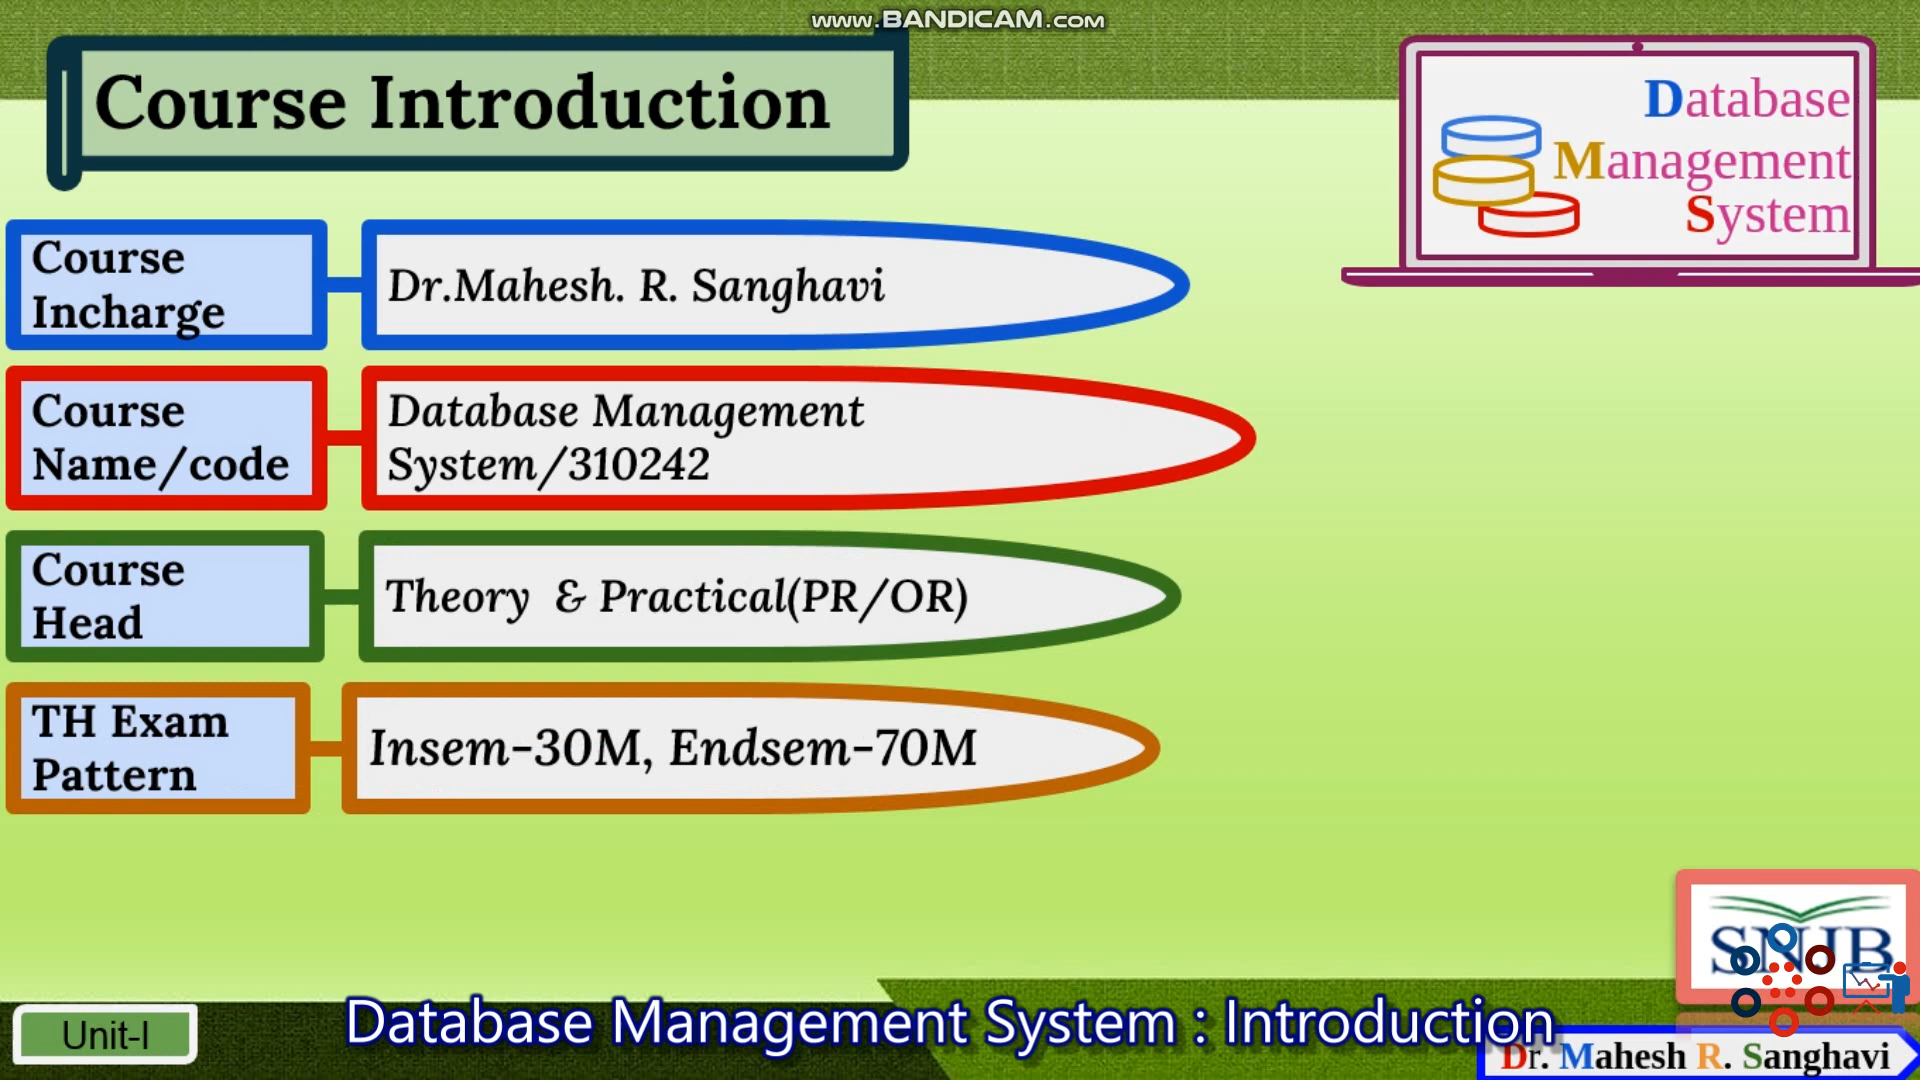 www.BANDICAM.com
Course Introduction
Database
Management
System
Course
Incharge
Dr.Mahesh. R. Sanghavi
Course
Name/code
Database Management
System/310242
Course
Head
Theory & Practical(PR/OR)
TH Exam
Pattern
Insem-30M, Endsem-70M
SNJB
Unit-I
Database Management System : Introduction
Dr. Mahesh R. Sanghavi